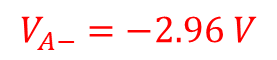 V_{A-} = −2.96 V